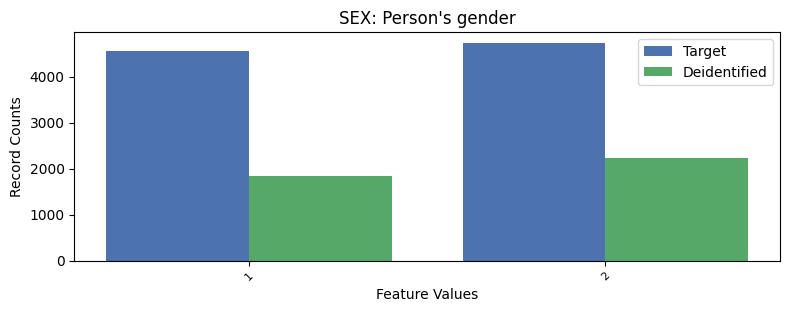 SEX: Person's gender
Target
Deidentified
Record Counts
4000
3000
2000
1000
0
1
2
Feature Values